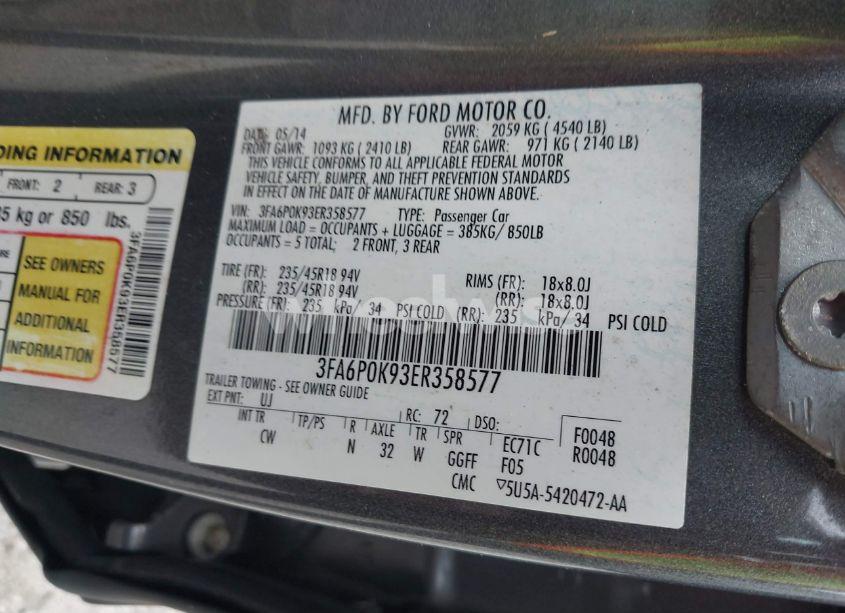 DING INFORMATION
FRONT: 2 REAR: 3
5 kg or 850 lbs.
SEE OWNERS
MANUAL FOR
ADDITIONAL
INFORMATION
3FA6P0K93ER358577
MFD. BY FORD MOTOR CO.
DATE: 05/14 GVWR: 2059 KG ( 4540 LB)
FRONT GAWR: 1093 KG ( 2410 LB) REAR GAWR: 971 KG ( 2140 LB)
THIS VEHICLE CONFORMS TO ALL APPLICABLE FEDERAL MOTOR
VEHICLE SAFETY, BUMPER, AND THEFT PREVENTION STANDARDS
IN EFFECT ON THE DATE OF MANUFACTURE SHOWN ABOVE.
VIN: 3FA6P0K93ER358577 TYPE: Passenger Car
MAXIMUM LOAD = OCCUPANTS + LUGGAGE = 385KG/ 850LB
OCCUPANTS = 5 TOTAL; 2 FRONT, 3 REAR
TIRE (FR): 235/45R18 94V RIMS (FR): 18x8.0J
(RR): 235/45R18 94V (RR): 18x8.0J
PRESSURE (FR): 235 kPa/ 34 PSI COLD (RR): 235 kPa/ 34 PSI COLD
3FA6P0K93ER358577
TRAILER TOWING - SEE OWNER GUIDE
EXT PNT: UJ RC: 72 DSO: F0048
INT TR TP/PS R AXLE TR SPR EC71C R0048
CW N 32 W GGFF F05
CMC ▽5U5A-5420472-AA